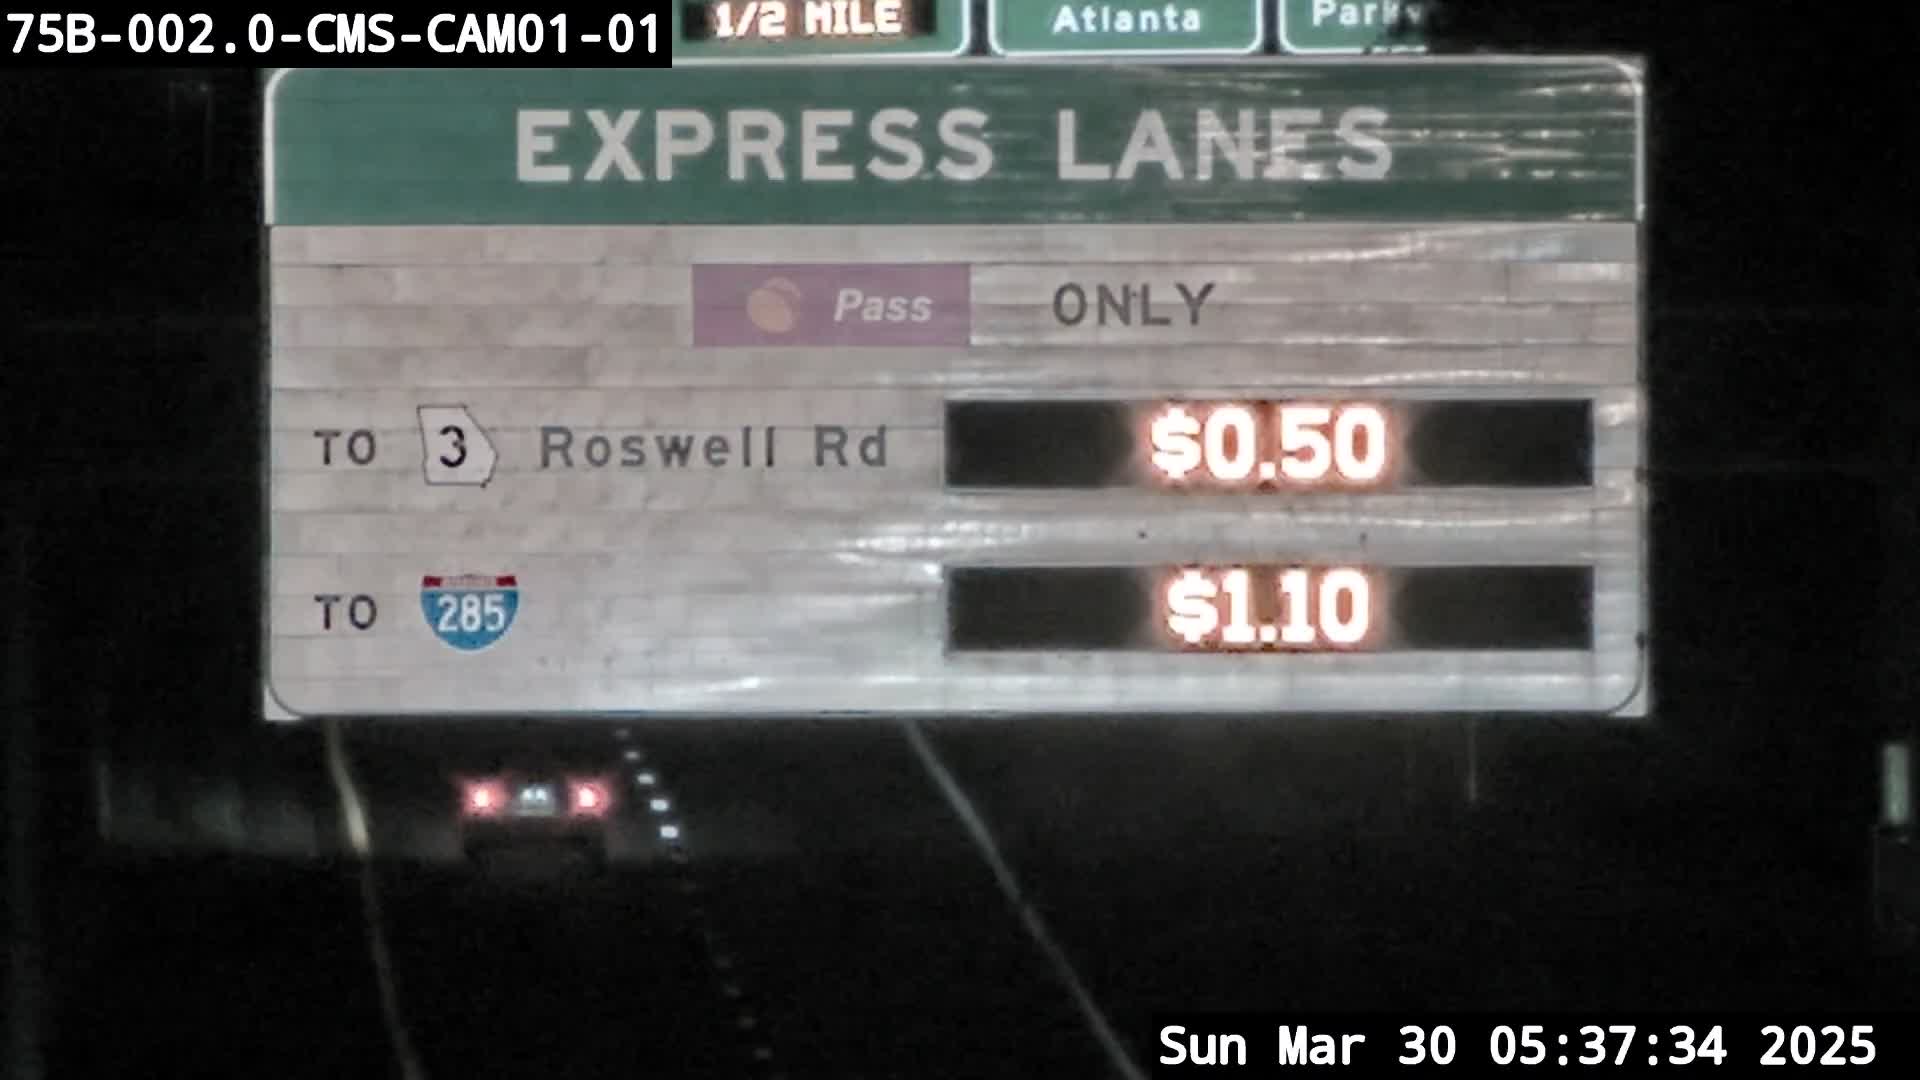 75B-002.0-CMS-CAM01-01
1/2 MILE
Atlanta
EXPRESS LANES
Pass ONLY
TO 3 Roswell Rd $0.50
TO 285 $1.10
Sun Mar 30 05:37:34 2025